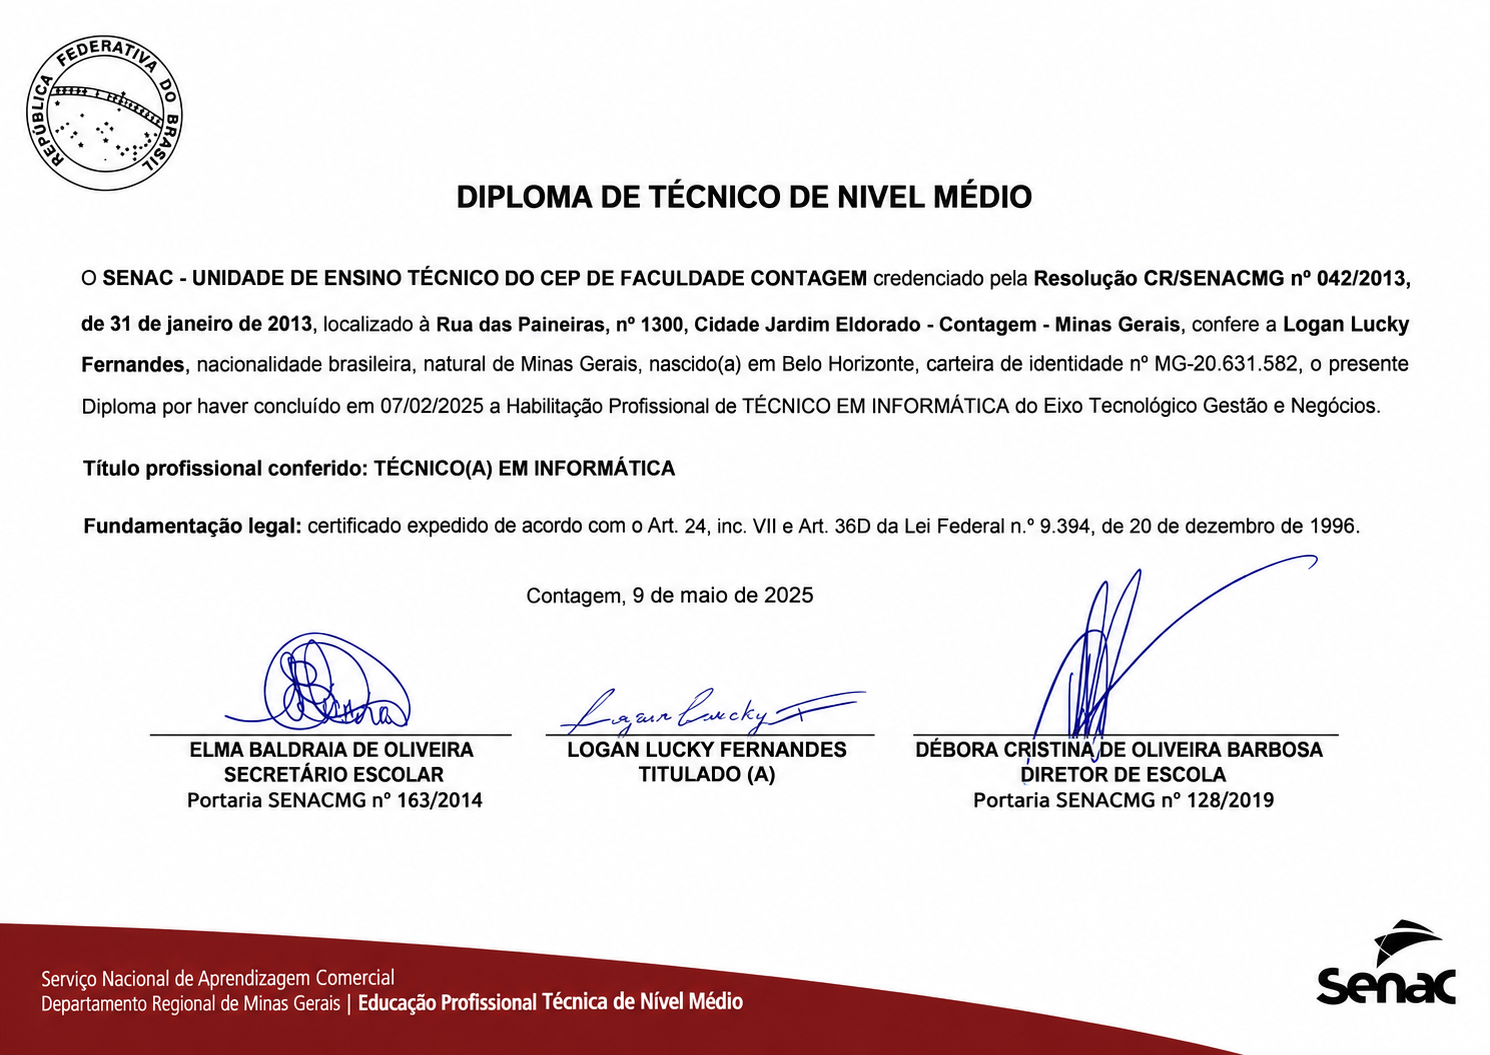 REPÚBLICA FEDERATIVA DO BRASIL
DIPLOMA DE TÉCNICO DE NIVEL MÉDIO
O SENAC - UNIDADE DE ENSINO TÉCNICO DO CEP DE FACULDADE CONTAGEM credenciado pela Resolução CR/SENACMG nº 042/2013,
de 31 de janeiro de 2013, localizado à Rua das Paineiras, nº 1300, Cidade Jardim Eldorado - Contagem - Minas Gerais, confere a Logan Lucky
Fernandes, nacionalidade brasileira, natural de Minas Gerais, nascido(a) em Belo Horizonte, carteira de identidade nº MG-20.631.582, o presente
Diploma por haver concluído em 07/02/2025 a Habilitação Profissional de TÉCNICO EM INFORMÁTICA do Eixo Tecnológico Gestão e Negócios.
Título profissional conferido: TÉCNICO(A) EM INFORMÁTICA
Fundamentação legal: certificado expedido de acordo com o Art. 24, inc. VII e Art. 36D da Lei Federal n.º 9.394, de 20 de dezembro de 1996.
Contagem, 9 de maio de 2025
Logan Lucky
ELMA BALDRAIA DE OLIVEIRA
SECRETÁRIO ESCOLAR
Portaria SENACMG nº 163/2014
LOGAN LUCKY FERNANDES
TITULADO (A)
DÉBORA CRISTINA DE OLIVEIRA BARBOSA
DIRETOR DE ESCOLA
Portaria SENACMG nº 128/2019
Serviço Nacional de Aprendizagem Comercial
Departamento Regional de Minas Gerais | Educação Profissional Técnica de Nível Médio
Senac